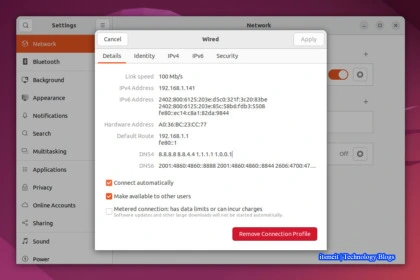 Settings
Network
Wired
Cancel
Apply
Details
Identity
IPv4
IPv6
Security
Network
Bluetooth
Background
Appearance
Notifications
Search
Multitasking
Applications
Privacy
Online Accounts
Sharing
Sound
Power
Link speed 100 Mb/s
IPv4 Address 192.168.1.141
IPv6 Address 2402:800:6125:203e:d5c0:321f:3c20:83be
2402:800:6125:203e:85c:58b8:fdb3:5508
fe80::ec14:c8a1:82da:9844
Hardware Address A0:36:BC:23:CC:77
Default Route 192.168.1.1
fe80::1
DNS4 8.8.8.8 8.8.4.4 1.1.1.1 1.0.0.1
DNS6 2001:4860:4860::8888 2001:4860:4860::8844 2606:4700:47…
Connect automatically
Make available to other users
Metered connection: has data limits or can incur charges
Software updates and other large downloads will not be started automatically.
Remove Connection Profile
Off
itsmeit | Technology Blogs